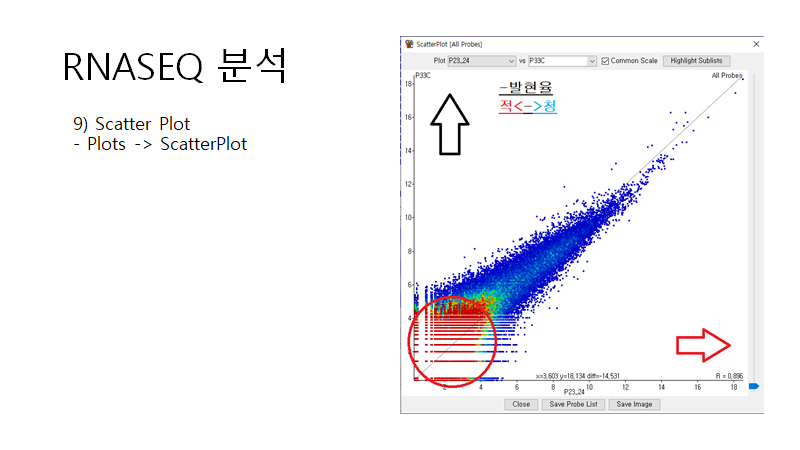 RNASEQ 분석
9) Scatter Plot
- Plots -> ScatterPlot
ScatterPlot [All Probes]
Plot P23_24 vs P33C Common Scale Highlight Sublists
P33C All Probes
-발현율
적<->청
18
16
14
12
10
8
6
4
2
x=3,603 y=18,134 diff=-14,531 R = 0,896
2 4 6 8 10 12 14 16 18
P23_24
Close Save Probe List Save Image